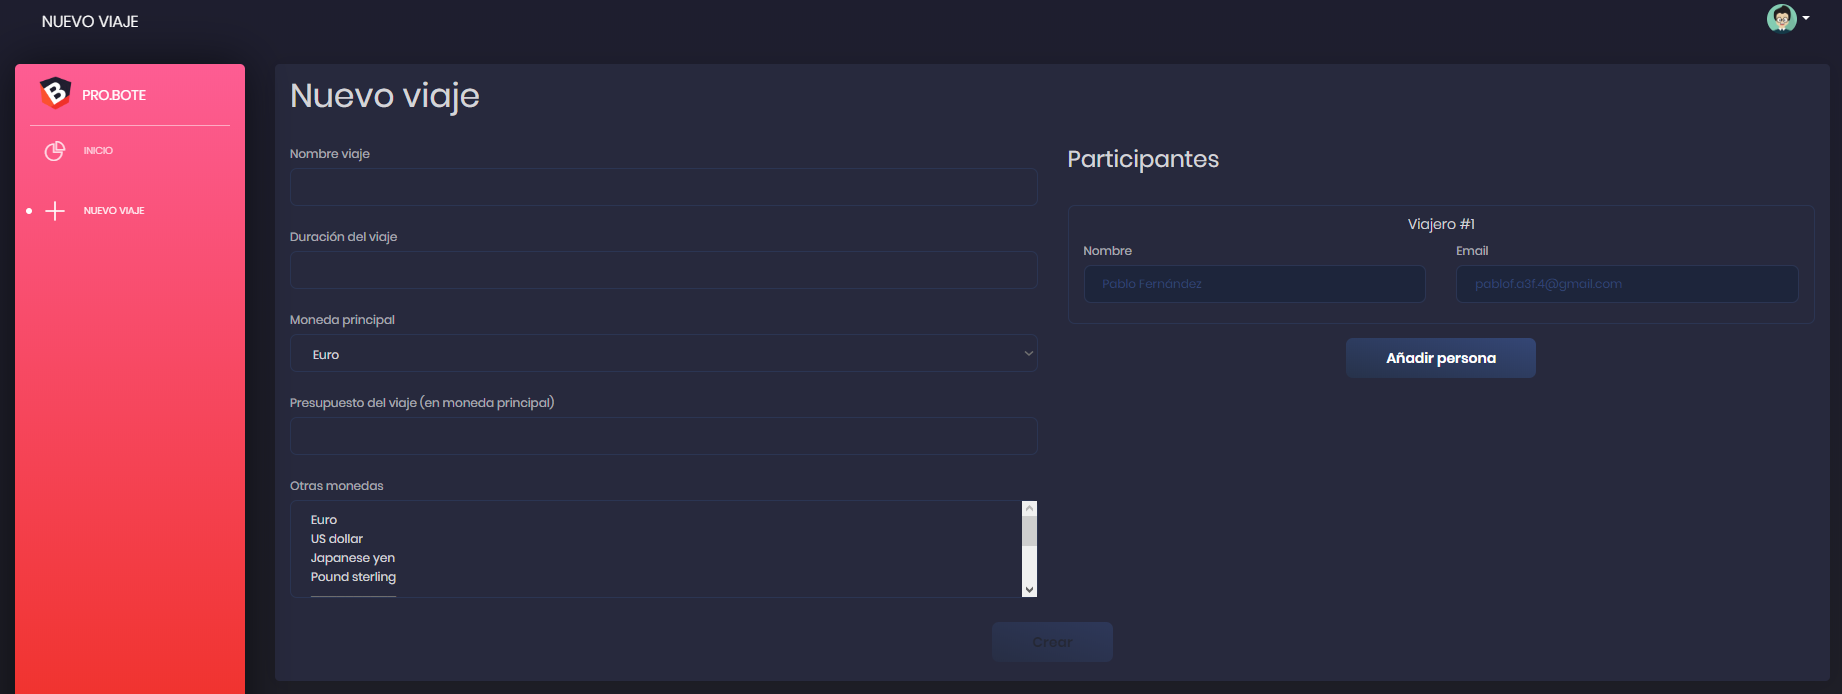 NUEVO VIAJE
PRO.BOTE
INICIO
NUEVO VIAJE
Nuevo viaje
Nombre viaje
Duración del viaje
Moneda principal
Euro
Presupuesto del viaje (en moneda principal)
Otras monedas
Euro
US dollar
Japanese yen
Pound sterling
Participantes
Viajero #1
Nombre
Email
Pablo Fernández
pablof.a3f.4@gmail.com
Añadir persona
Crear